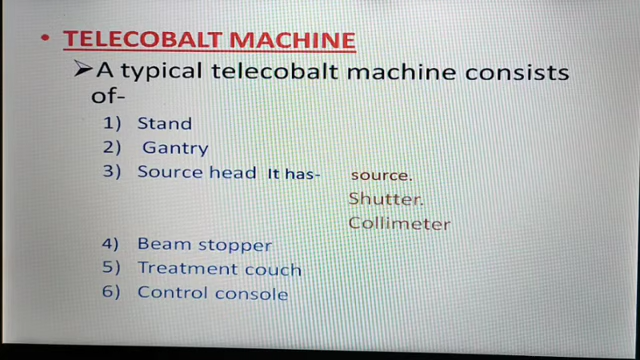 • TELECOBALT MACHINE
➢A typical telecobalt machine consists
of-
1) Stand
2) Gantry
3) Source head It has- source.
Shutter.
Collimeter
4) Beam stopper
5) Treatment couch
6) Control console